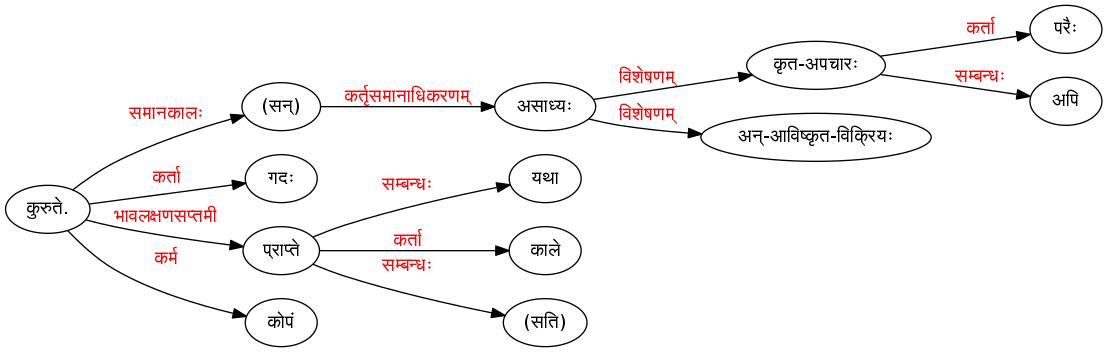 परैः
कर्ता
कृत-अपचारः
विशेषणम्
सम्बन्धः
अपि
(सन्)
कर्तृसमानाधिकरणम्
असाध्यः
समानकालः
विशेषणम्
अन्-आविष्कृत-विक्रियः
कर्ता
गदः
सम्बन्धः
यथा
कुरुते.
भावलक्षणसप्तमी
प्राप्ते
कर्ता
काले
कर्म
सम्बन्धः
कोपं
(सति)